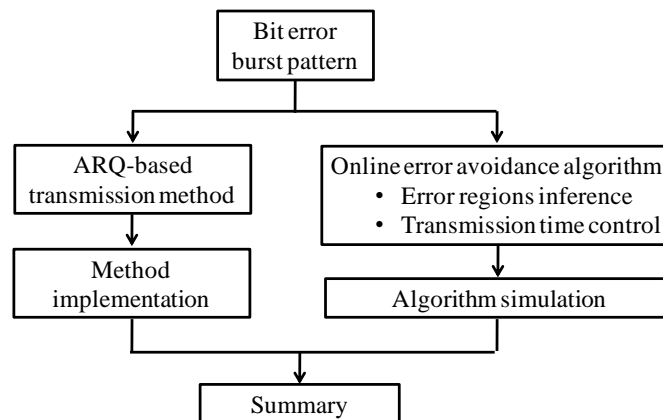 Bit error
burst pattern
ARQ-based
transmission method
Online error avoidance algorithm
• Error regions inference
• Transmission time control
Method
implementation
Algorithm simulation
Summary